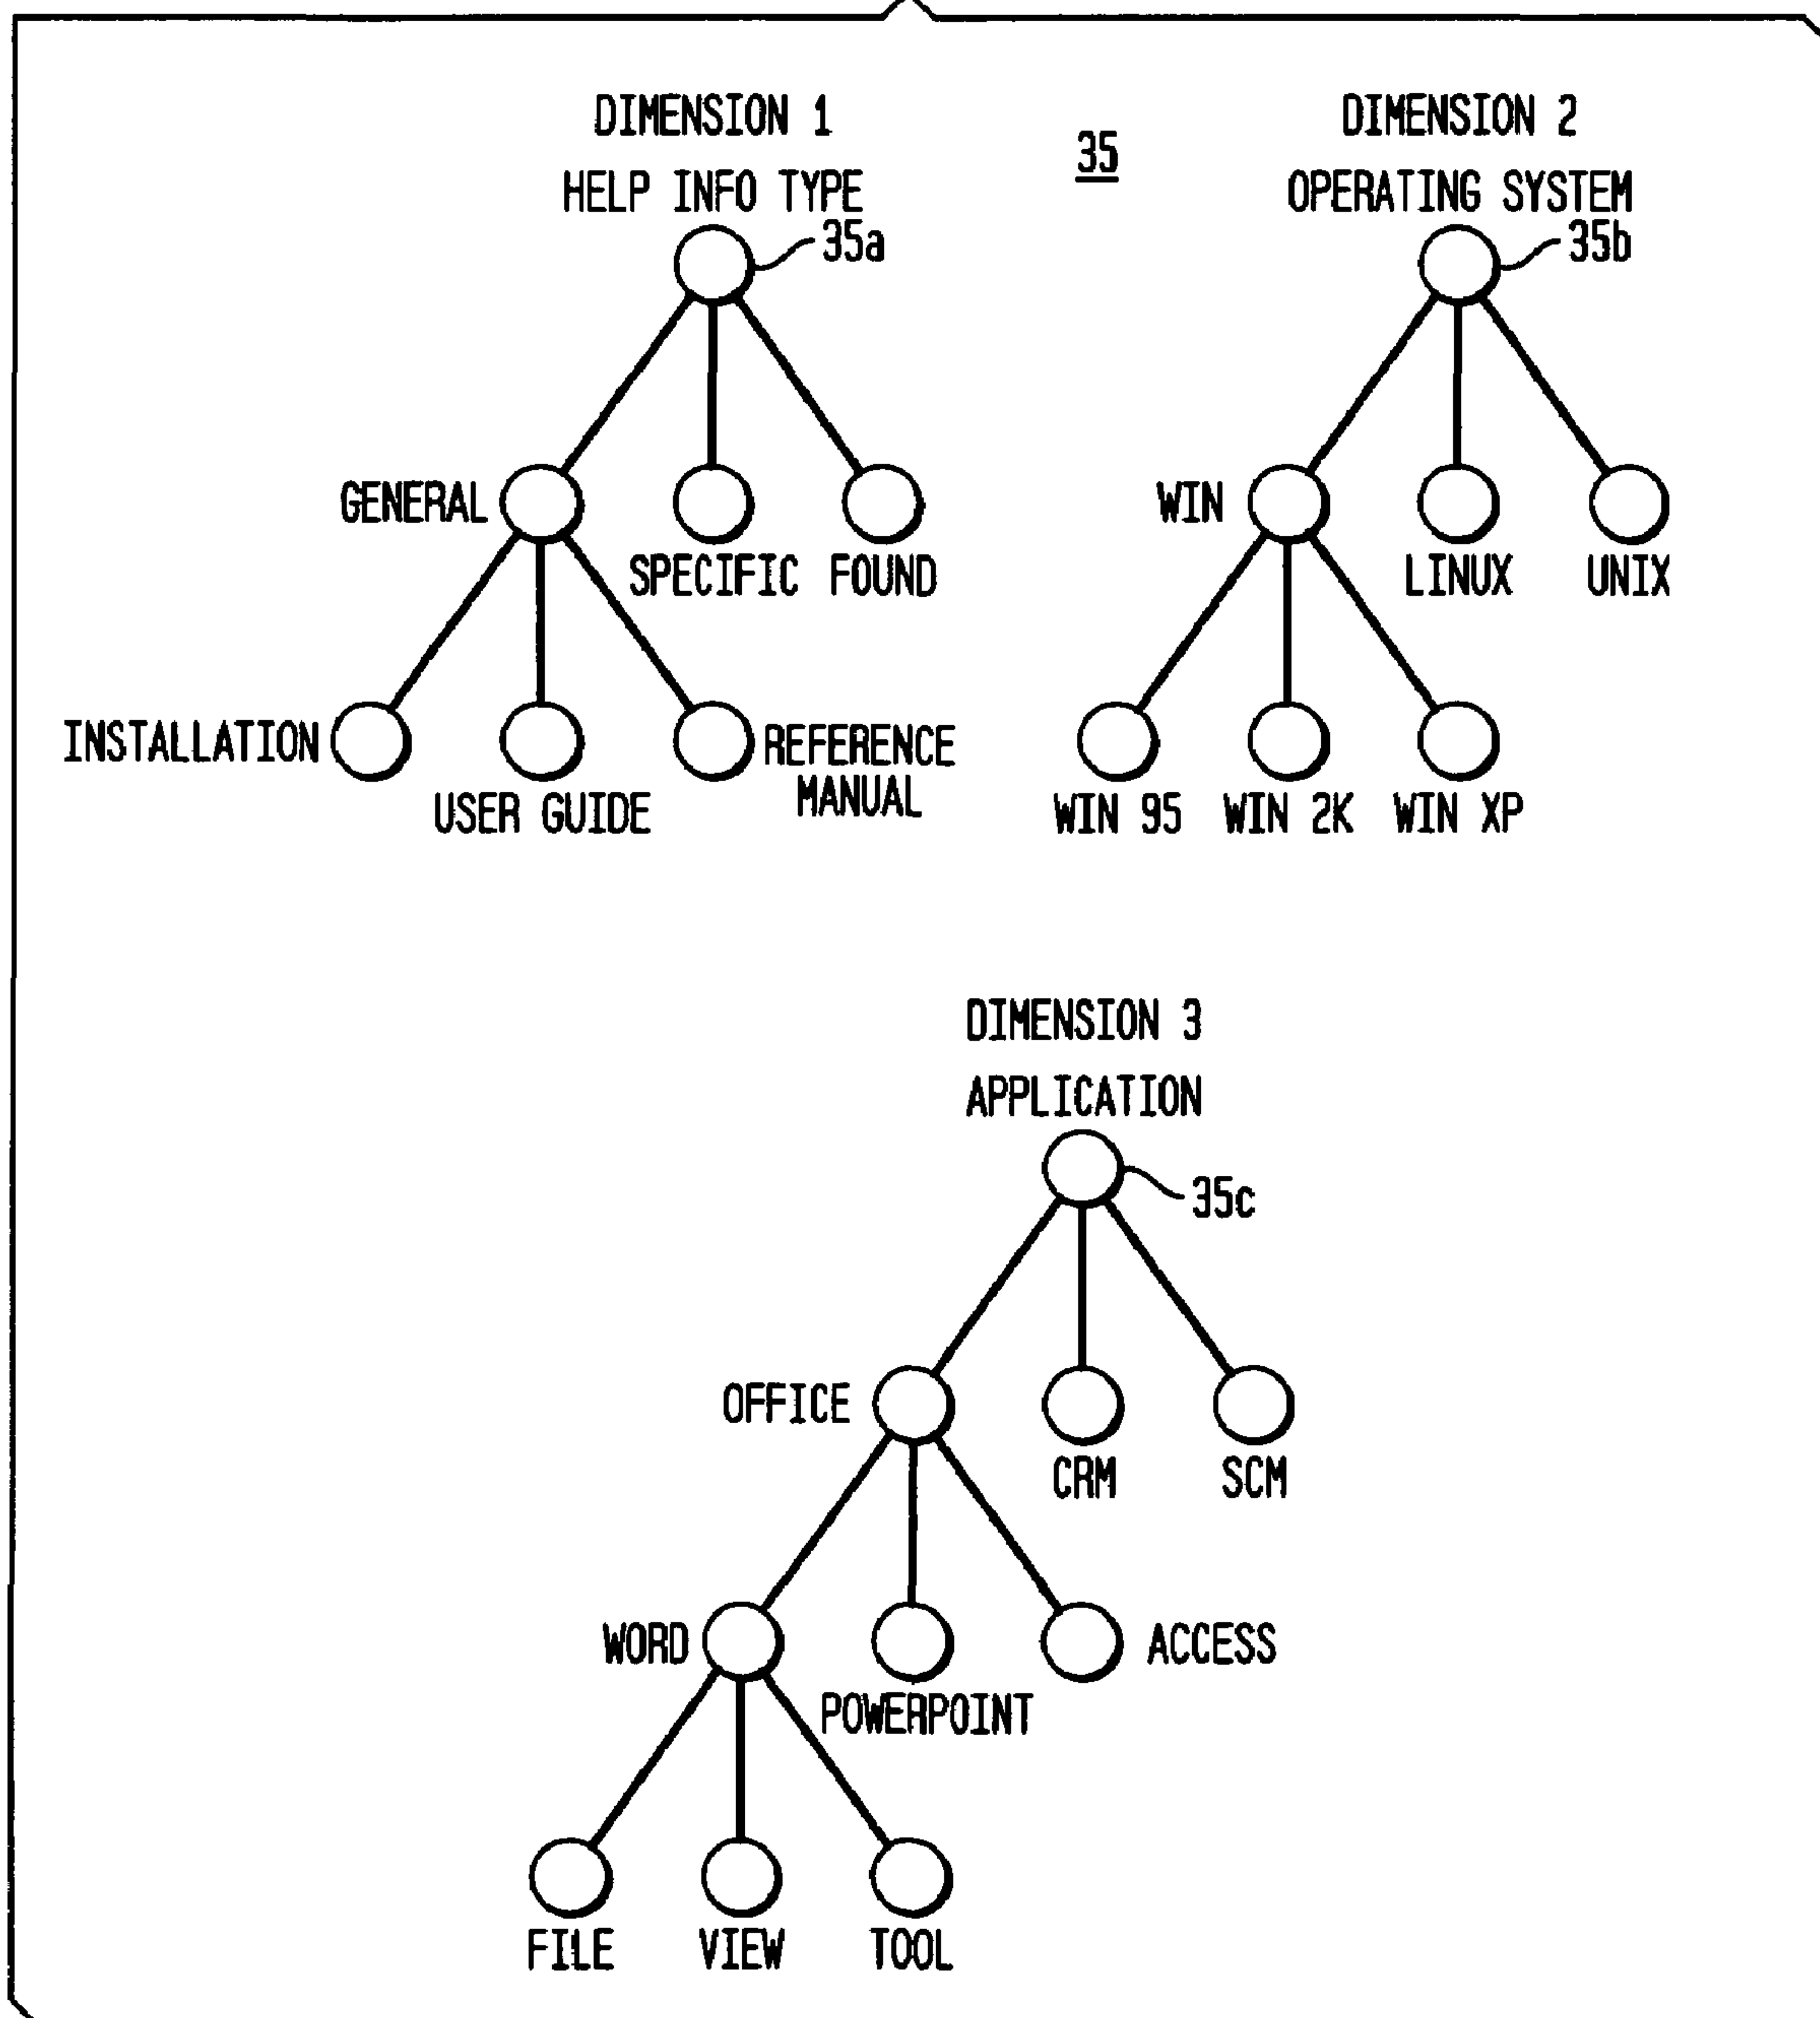 DIMENSION 1
HELP INFO TYPE
35a
GENERAL
SPECIFIC
FOUND
INSTALLATION
USER GUIDE
REFERENCE
MANUAL
35
DIMENSION 2
OPERATING SYSTEM
35b
WIN
LINUX
UNIX
WIN 95
WIN 2K
WIN XP
DIMENSION 3
APPLICATION
35c
OFFICE
CRM
SCM
WORD
POWERPOINT
ACCESS
FILE
VIEW
TOOL